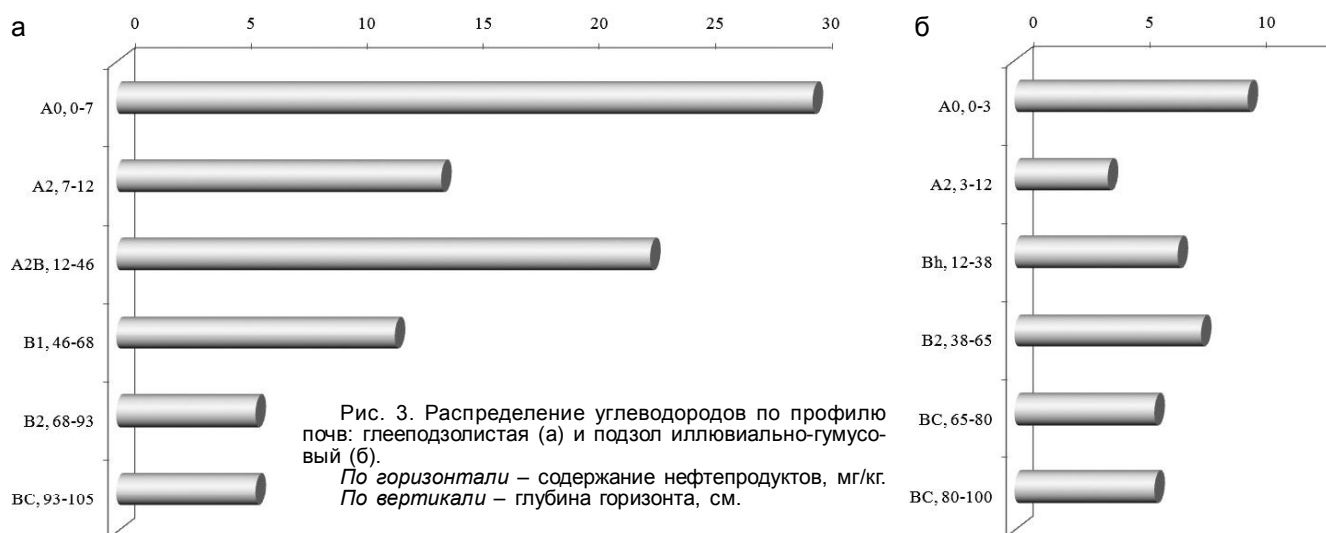 а
0 5 10 15 20 25 30
A0, 0-7
A2, 7-12
A2B, 12-46
B1, 46-68
B2, 68-93
BC, 93-105
б
0 5 10
A0, 0-3
A2, 3-12
Bh, 12-38
B2, 38-65
BC, 65-80
BC, 80-100
Рис. 3. Распределение углеводородов по профилю
почв: глееподзолистая (а) и подзол иллювиально-гумусо-
вый (б).
По горизонтали – содержание нефтепродуктов, мг/кг.
По вертикали – глубина горизонта, см.